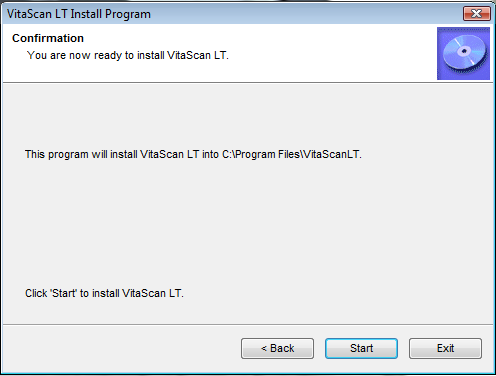 VitaScan LT Install Program
Confirmation
You are now ready to install VitaScan LT.
This program will install VitaScan LT into C:\Program Files\VitaScanLT.
Click 'Start' to install VitaScan LT.
< Back
Start
Exit